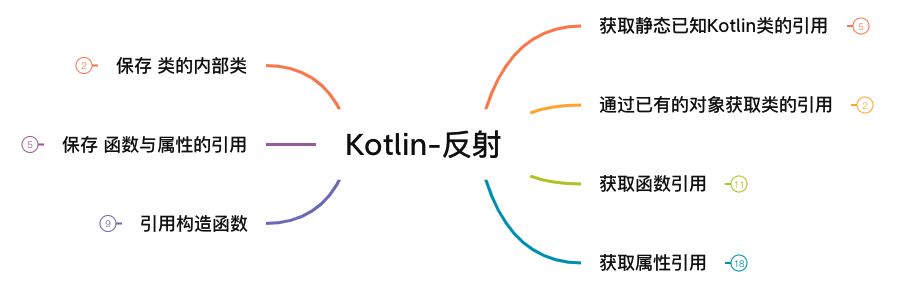 Kotlin-反射
获取静态已知Kotlin类的引用 5
通过已有的对象获取类的引用 2
获取函数引用 11
获取属性引用 18
2 保存 类的内部类
5 保存 函数与属性的引用
9 引用构造函数